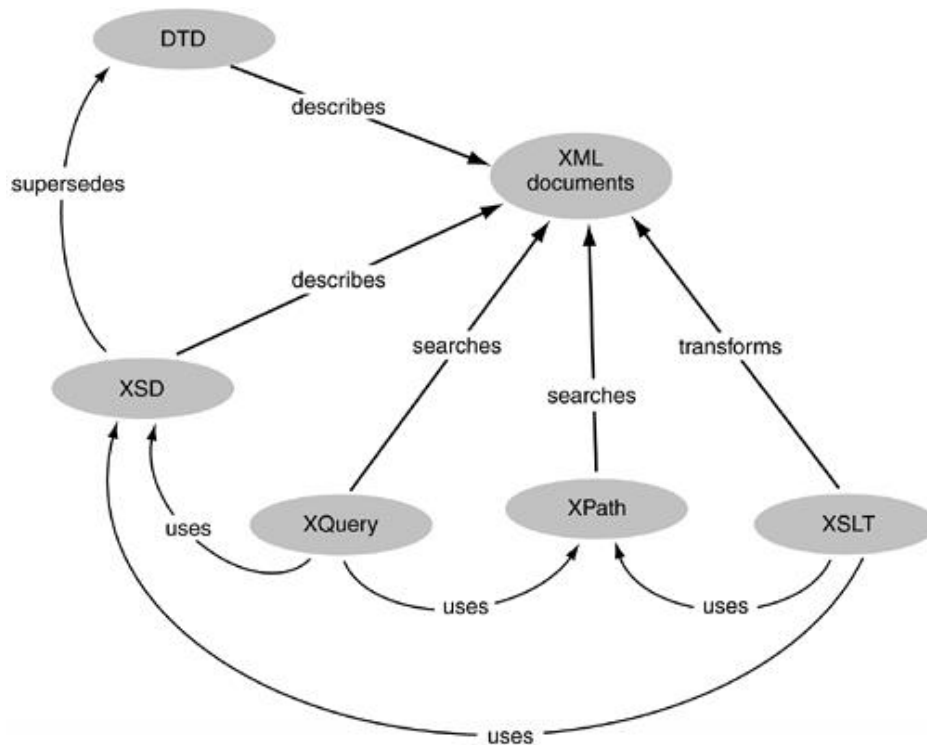 DTD
describes
XML
documents
supersedes
describes
searches
transforms
XSD
searches
XQuery
XPath
XSLT
uses
uses
uses
uses